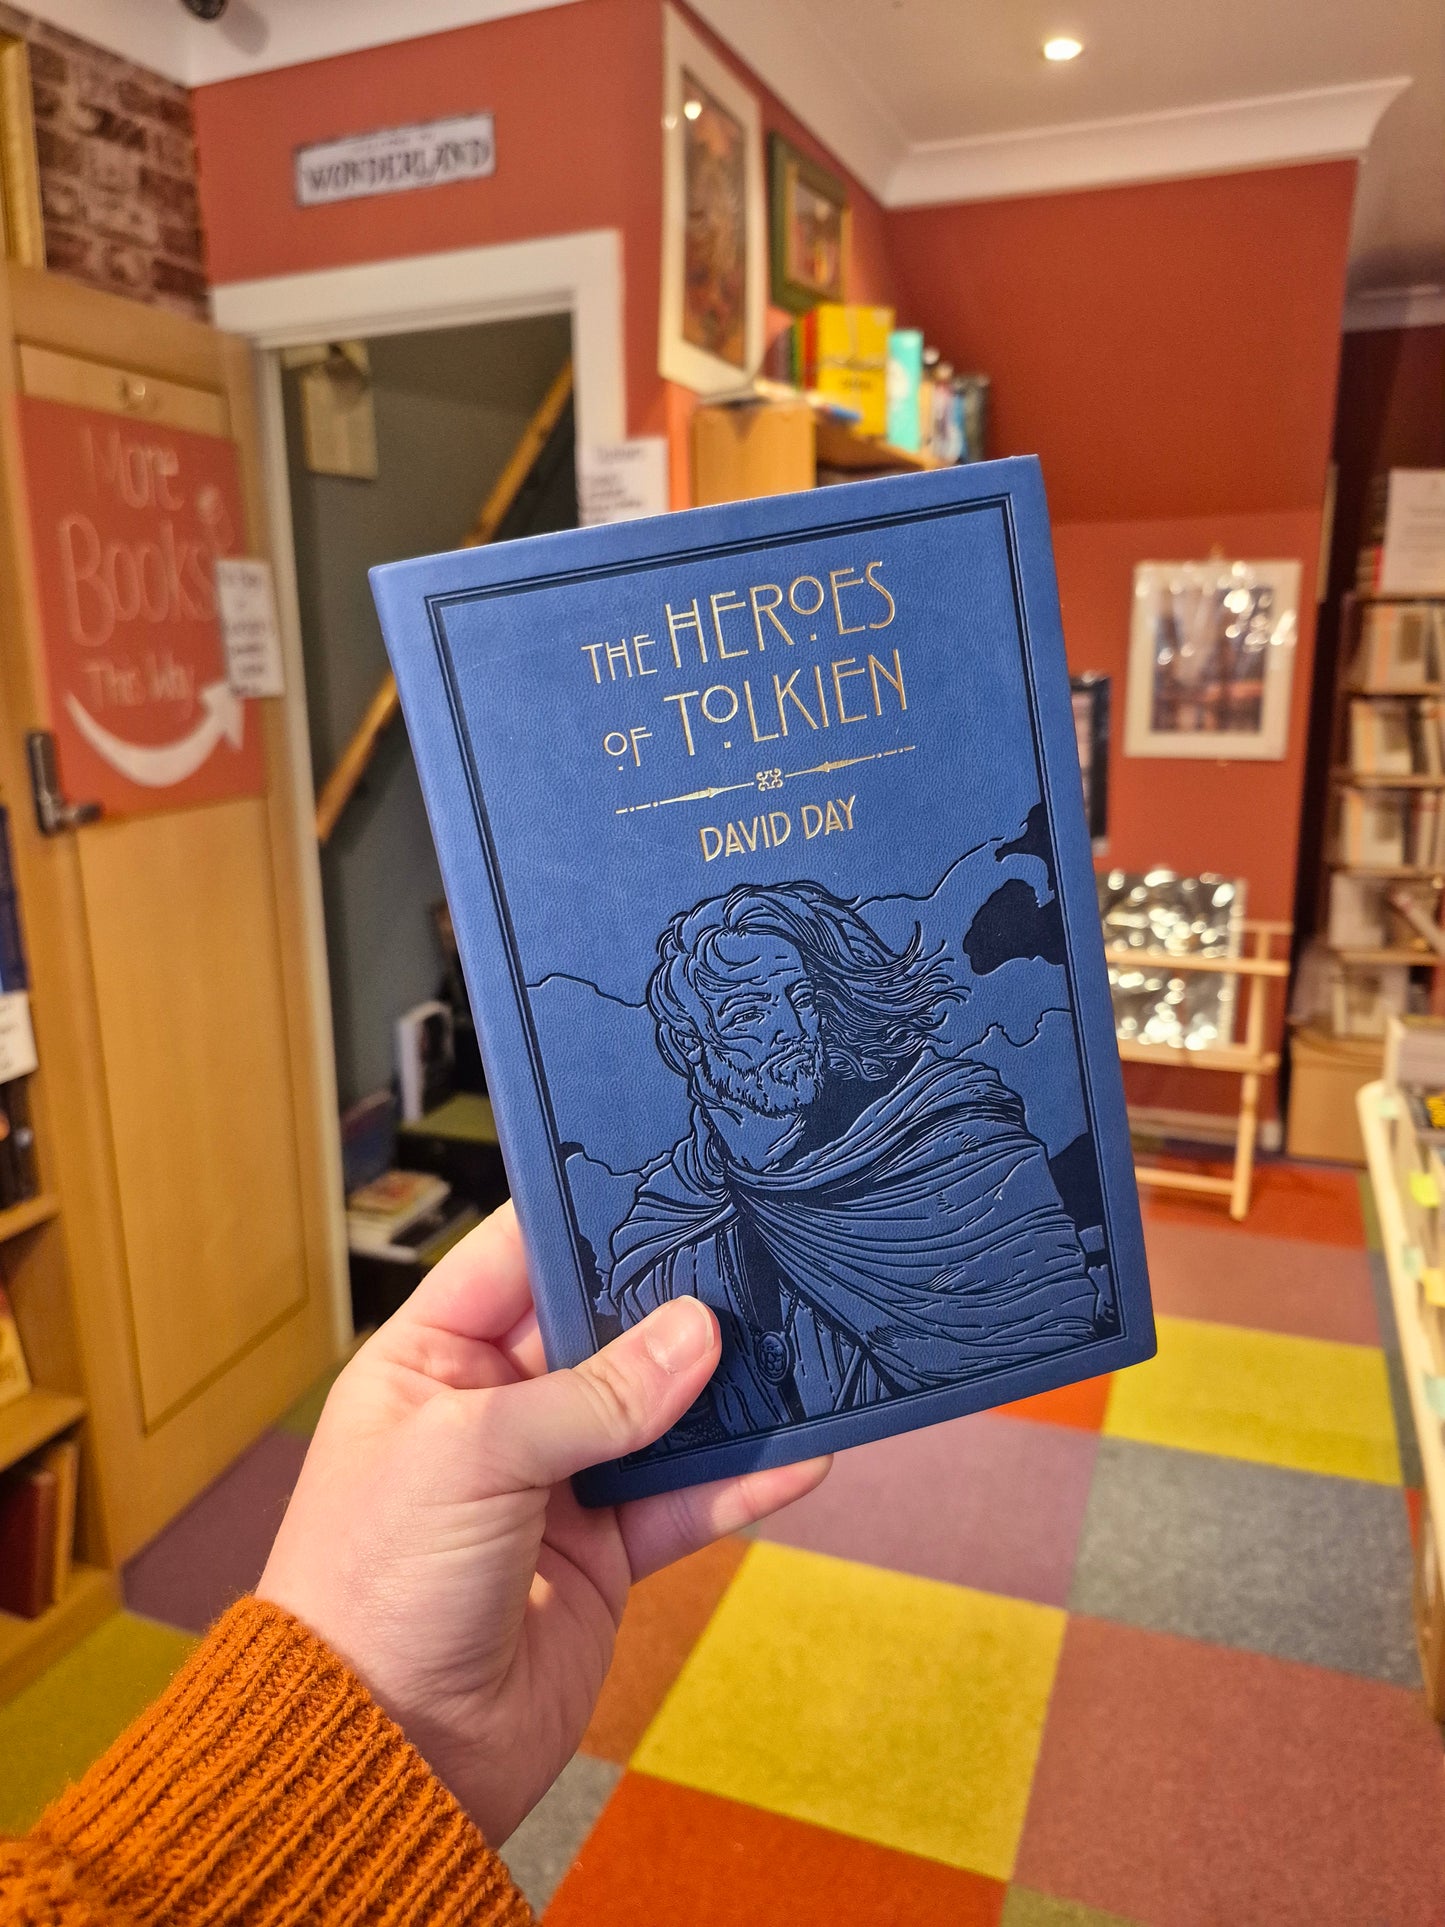 WONDERLAND
More
Books
This Way
THE HEROES
OF TOLKIEN
DAVID DAY